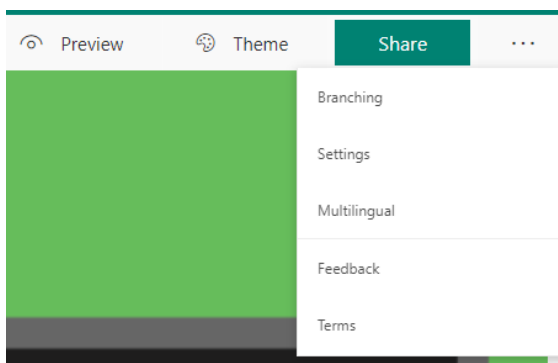 Preview Theme Share ...
Branching
Settings
Multilingual
Feedback
Terms